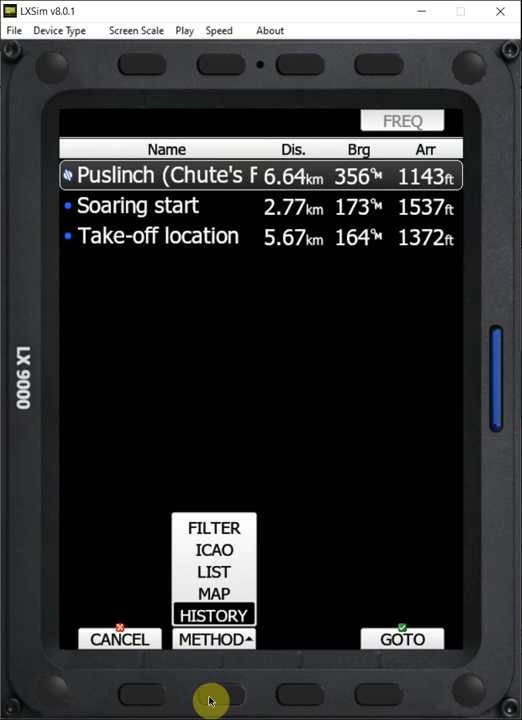 LXSim v8.0.1
File Device Type Screen Scale Play Speed About
FREQ
Name Dis. Brg Arr
Puslinch (Chute's F 6.64km 356°M 1143ft
Soaring start 2.77km 173°M 1537ft
Take-off location 5.67km 164°M 1372ft
LX 9000
FILTER
ICAO
LIST
MAP
HISTORY
CANCEL METHOD GOTO